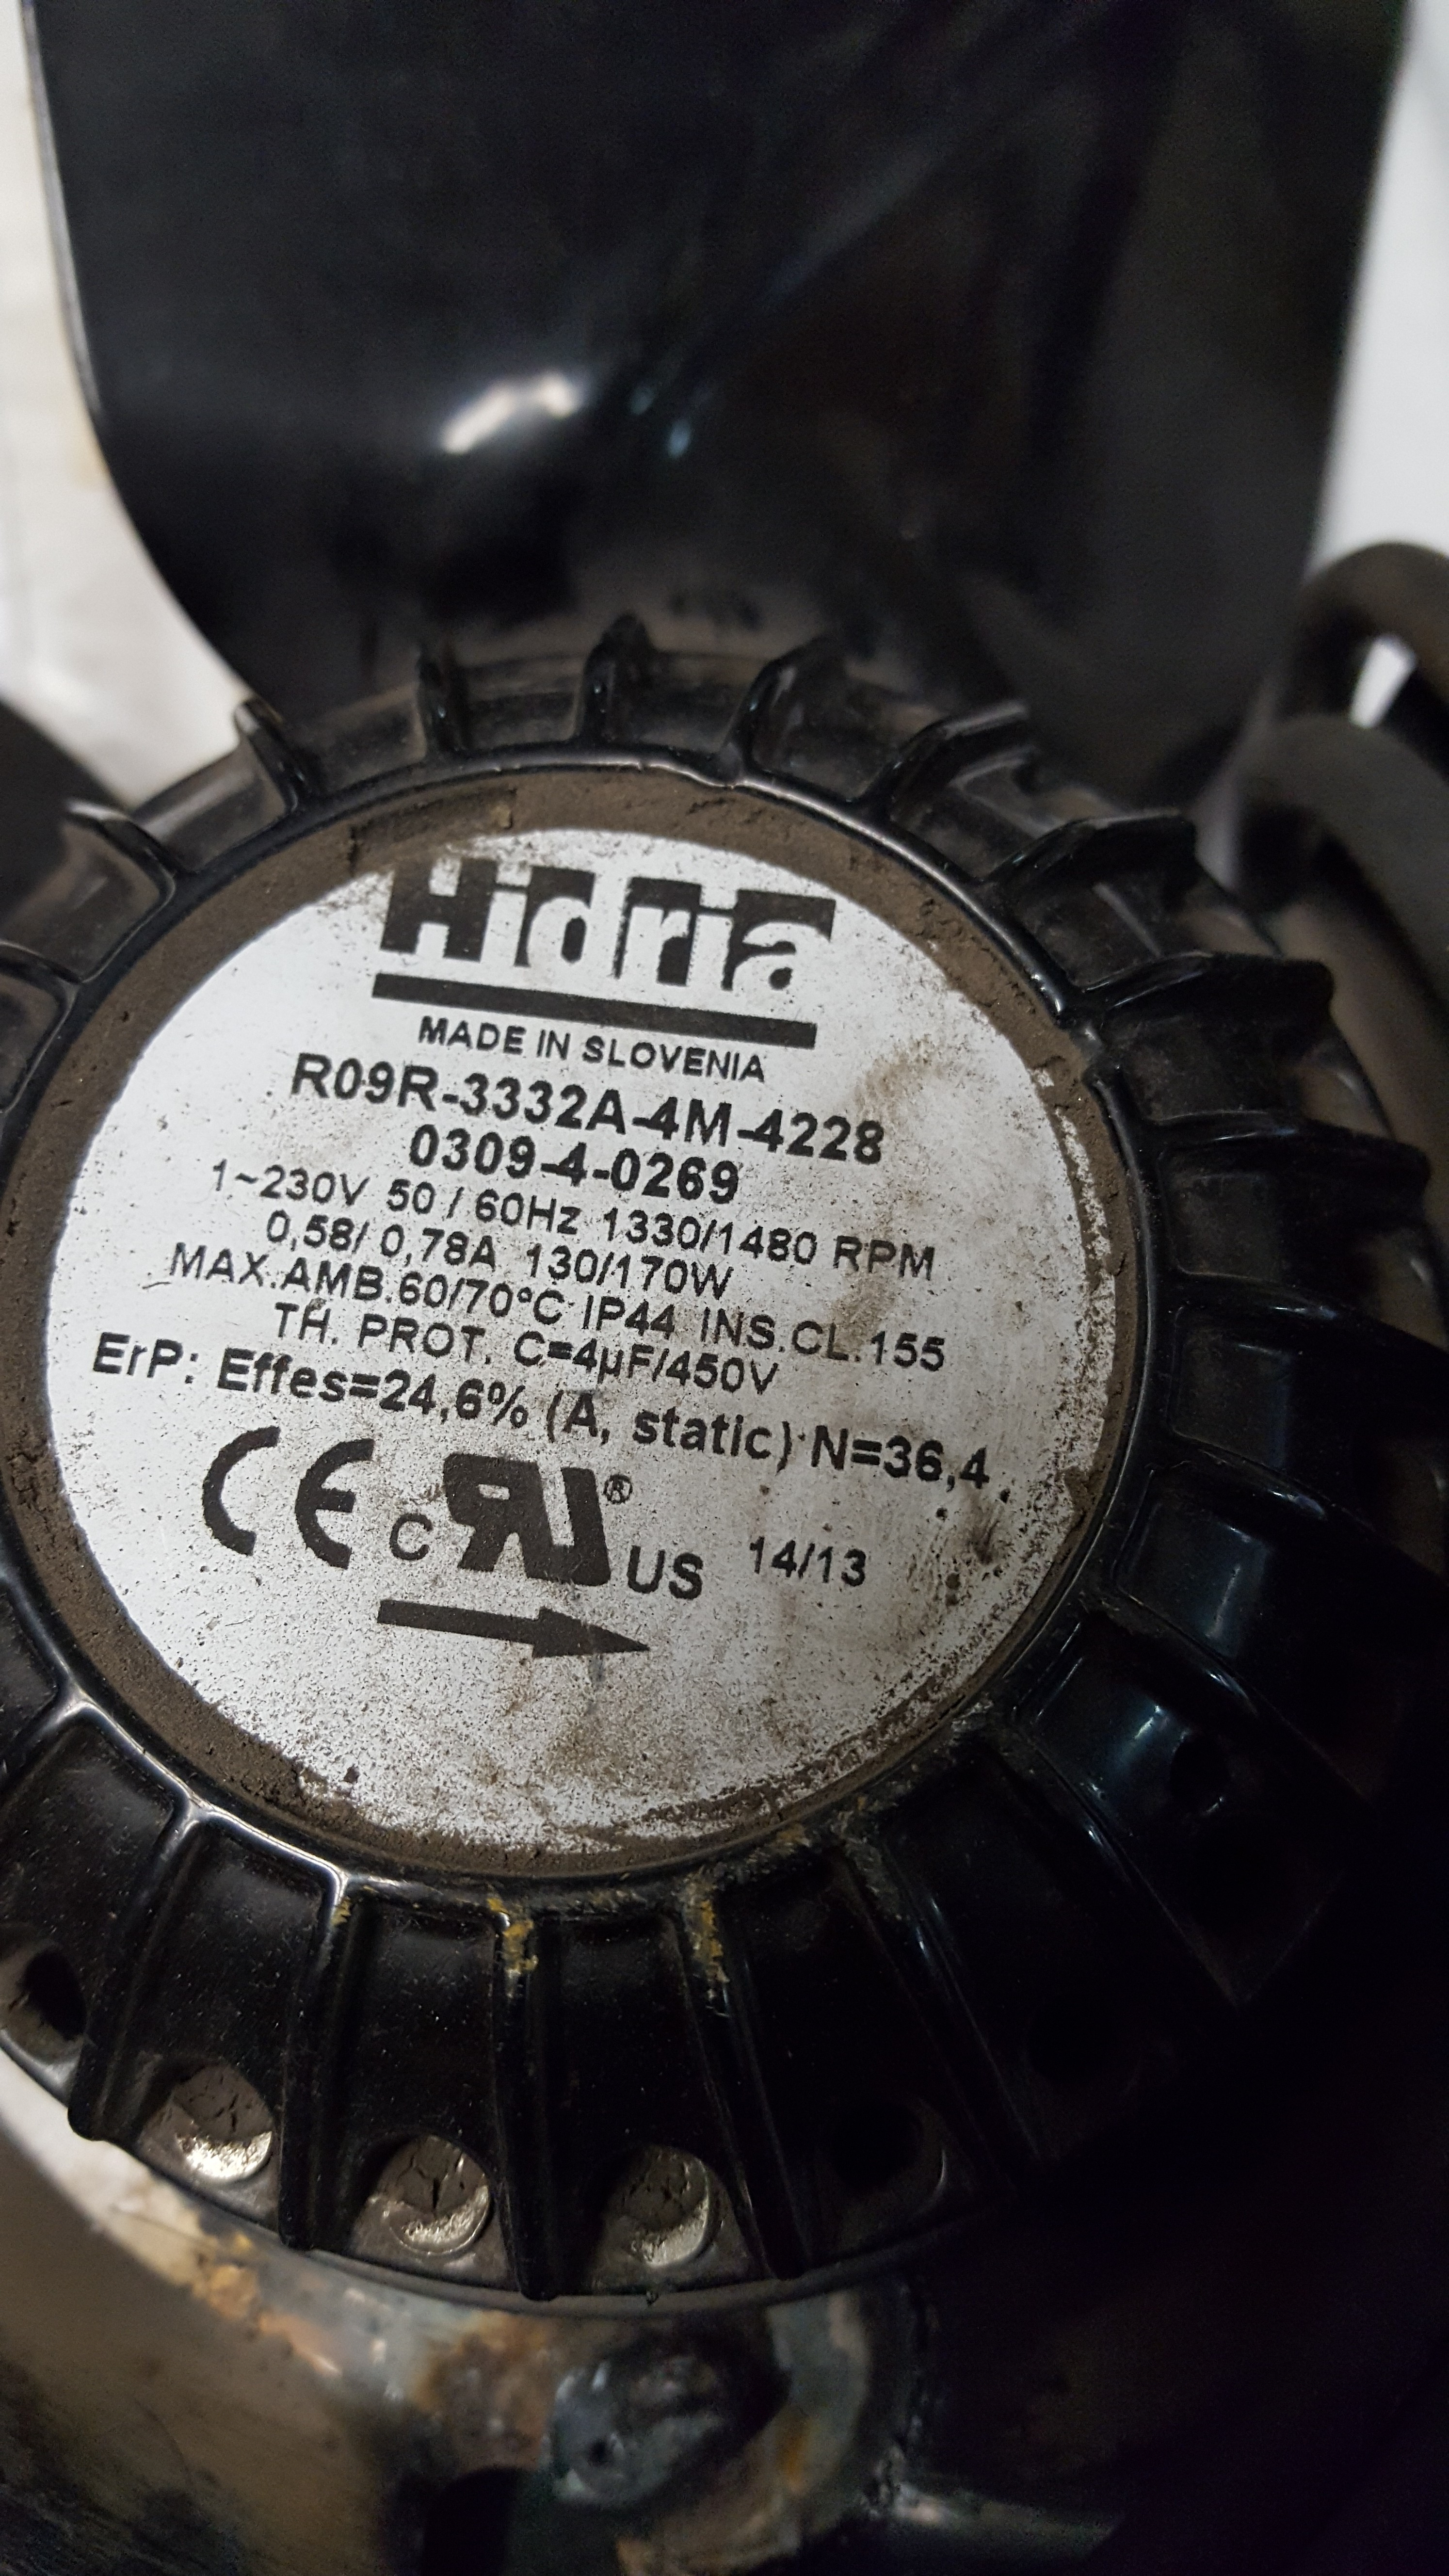 Hidria
MADE IN SLOVENIA
R09R-3332A-4M-4228
0309-4-0269
1~230V 50 / 60Hz 1330/1480 RPM
0,58/ 0,78A 130/170W
MAX.AMB.60/70°C IP44 INS.CL.155
TH. PROT. C=4µF/450V
ErP: Effes=24,6% (A, static) N=36,4
CE C RU® US 14/13